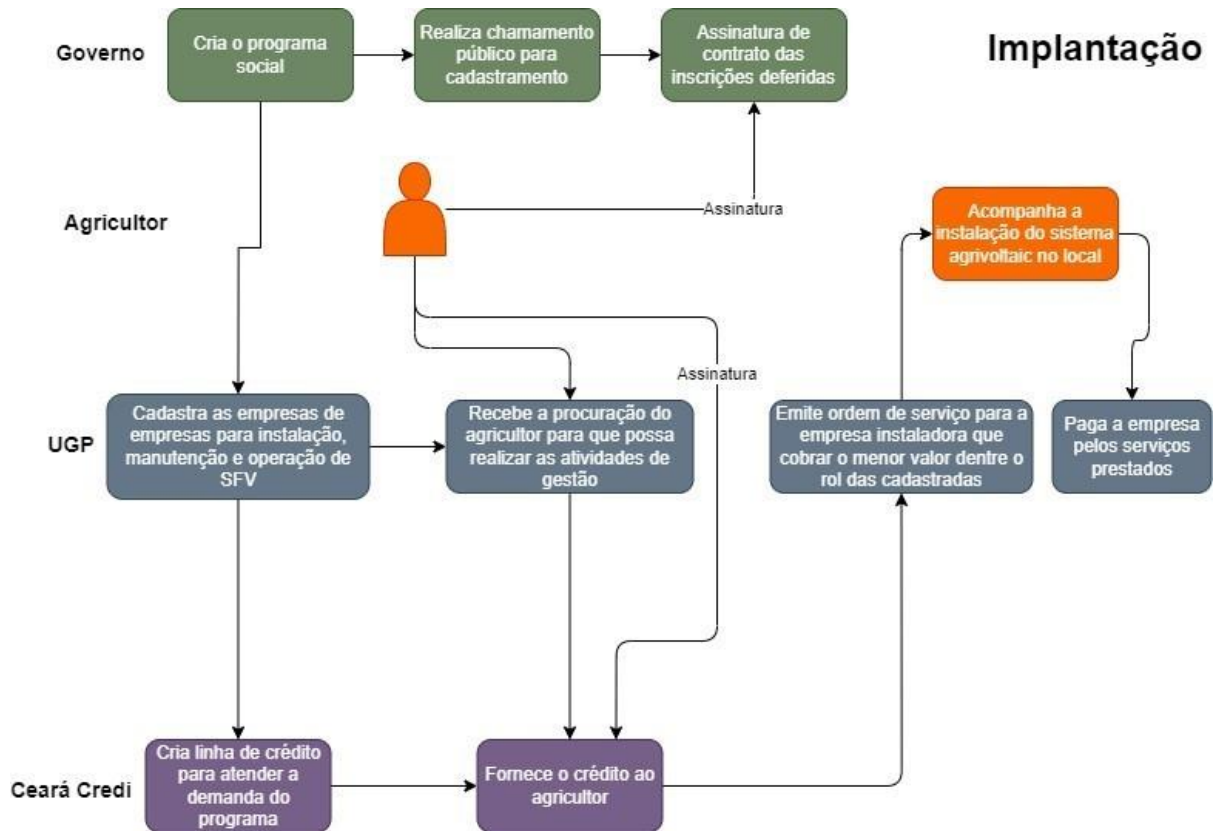 Implantação
Governo
Cria o programa
social
Realiza chamamento
público para
cadastramento
Assinatura de
contrato das
inscrições deferidas
Agricultor
Assinatura
Acompanha a
instalação do sistema
agrivoltaic no local
Assinatura
UGP
Cadastra as empresas de
empresas para instalação,
manutenção e operação de
SFV
Recebe a procuração do
agricultor para que possa
realizar as atividades de
gestão
Emite ordem de serviço para a
empresa instaladora que
cobrar o menor valor dentre o
rol das cadastradas
Paga a empresa
pelos serviços
prestados
Ceará Credi
Cria linha de crédito
para atender a
demanda do
programa
Fornece o crédito ao
agricultor